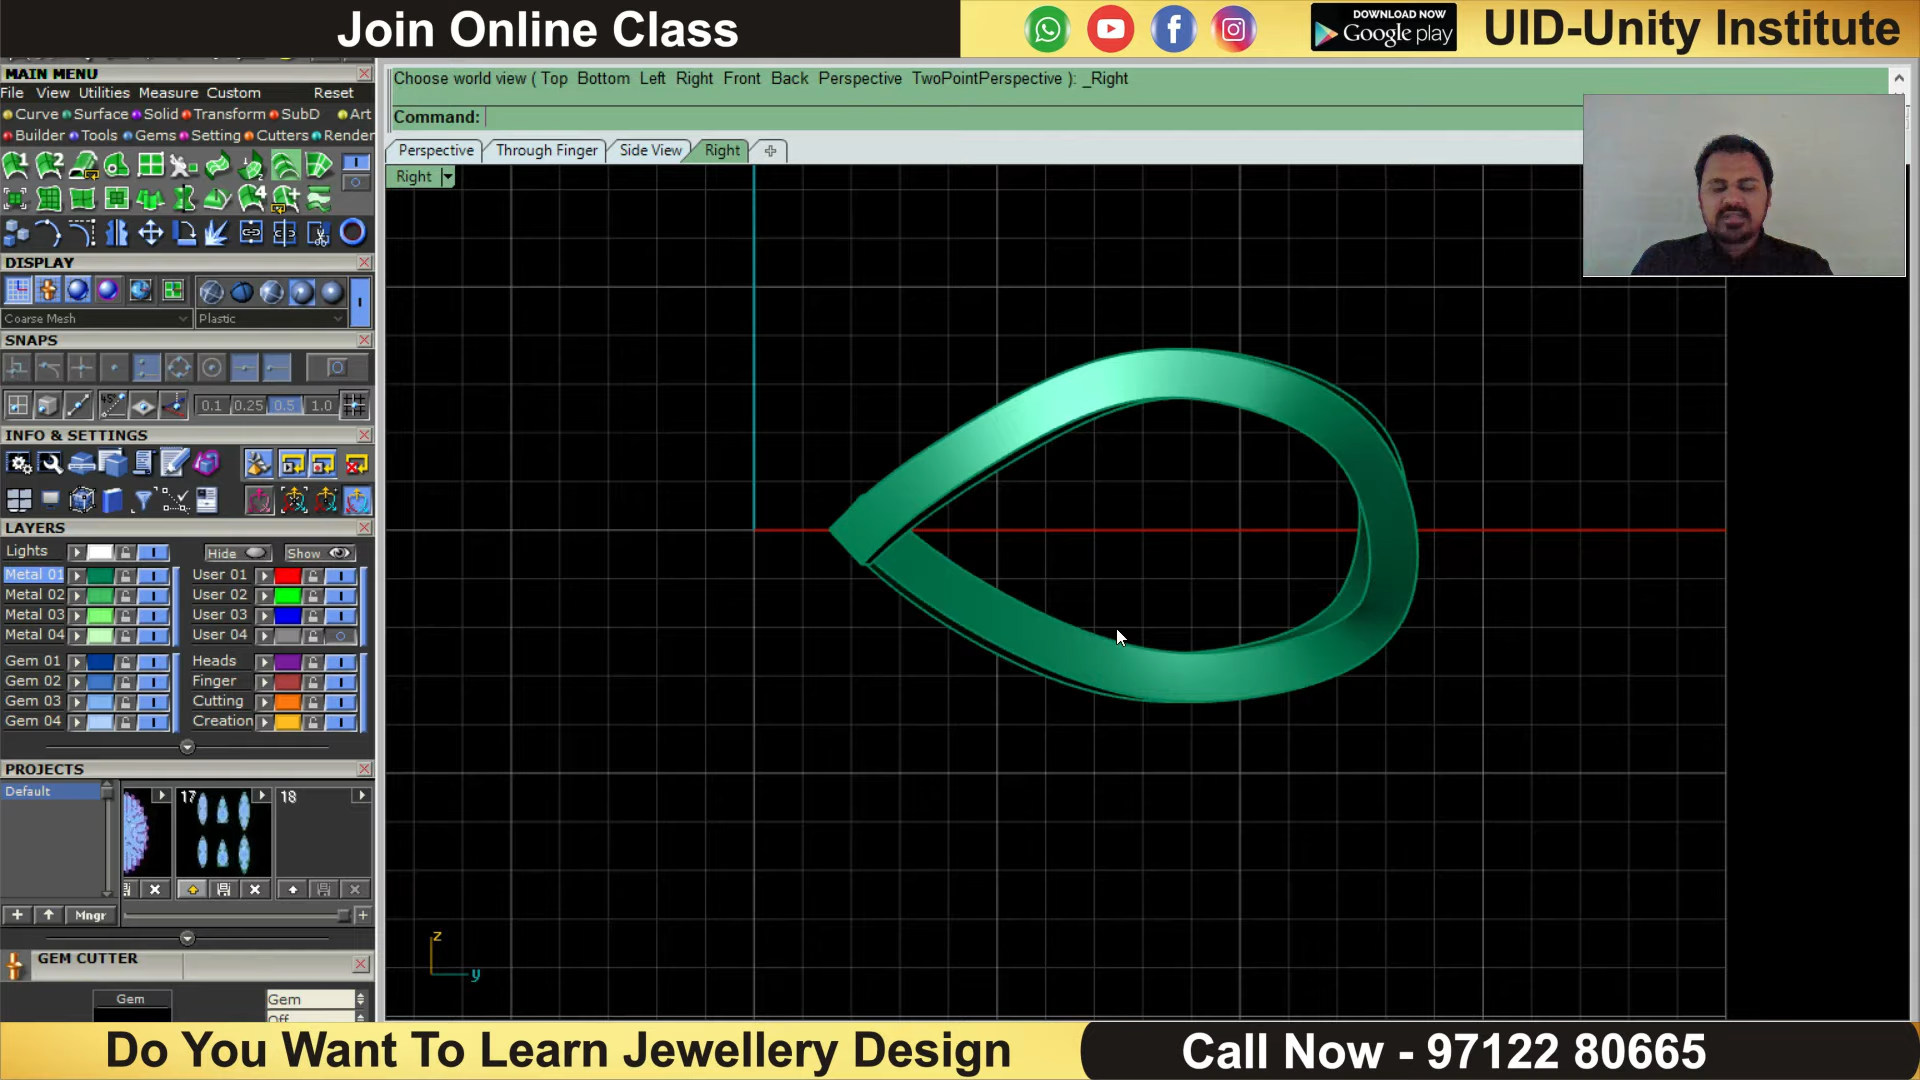 Join Online Class
DOWNLOAD NOW
Google play
UID-Unity Institute
MAIN MENU
File View Utilities Measure Custom Reset
Curve Surface Solid Transform SubD Art
Builder Tools Gems Setting Cutters Render
1 2
4
DISPLAY
Coarse Mesh Plastic
SNAPS
45°
0.1 0.25 0.5 1.0
INFO & SETTINGS
LAYERS
Lights Hide Show
Metal 01 User 01
Metal 02 User 02
Metal 03 User 03
Metal 04 User 04
Gem 01 Heads
Gem 02 Finger
Gem 03 Cutting
Gem 04 Creation
PROJECTS
Default
17 18
Mngr
GEM CUTTER
Gem Gem
Off
Choose world view ( Top Bottom Left Right Front Back Perspective TwoPointPerspective ): _Right
Command:
Perspective Through Finger Side View Right
Right
z
y
Do You Want To Learn Jewellery Design
Call Now - 97122 80665